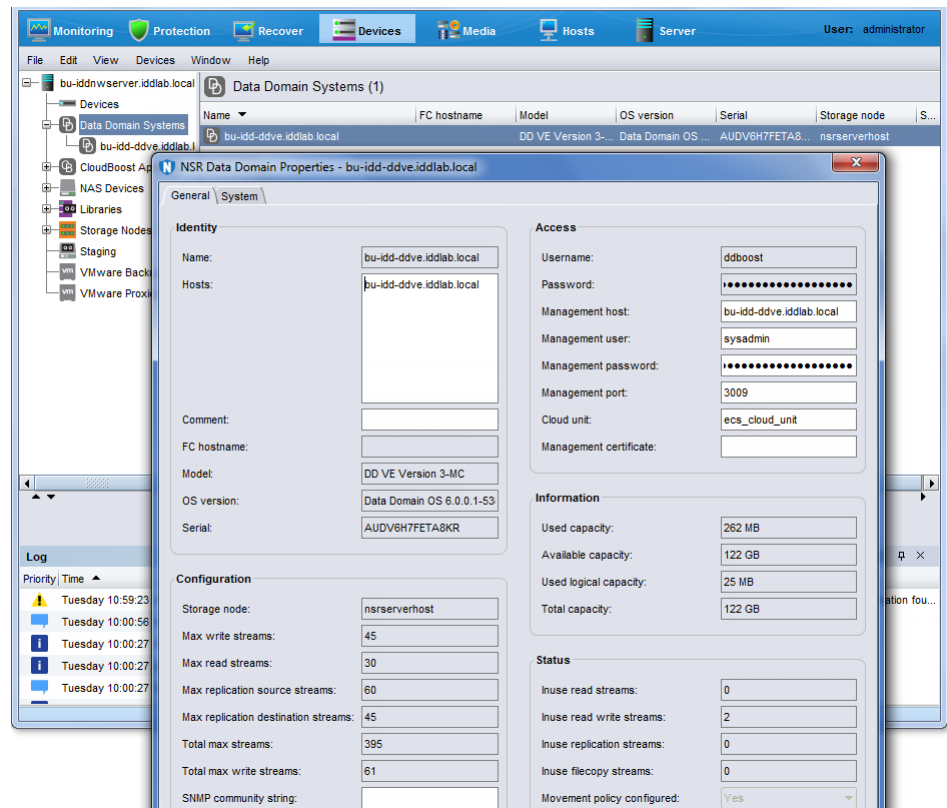 Monitoring Protection Recover Devices Media Hosts Server User: administrator
File Edit View Devices Window Help
bu-iddnwserver.iddlab.local
Devices
Data Domain Systems
bu-idd-ddve.iddlab.l
CloudBoost Ap
NAS Devices
Libraries
Storage Nodes
Staging
VMware Back
VMware Proxi
Data Domain Systems (1)
Name FC hostname Model OS version Serial Storage node S...
bu-idd-ddve.iddlab.local DD VE Version 3-... Data Domain OS ... AUDV6H7FETA8... nsrserverhost
NSR Data Domain Properties - bu-idd-ddve.iddlab.local
General System
Identity
Name: bu-idd-ddve.iddlab.local
Hosts: bu-idd-ddve.iddlab.local
Comment:
FC hostname:
Model: DD VE Version 3-MC
OS version: Data Domain OS 6.0.0.1-53
Serial: AUDV6H7FETA8KR
Configuration
Storage node: nsrserverhost
Max write streams: 45
Max read streams: 30
Max replication source streams: 60
Max replication destination streams: 45
Total max streams: 395
Total max write streams: 61
SNMP community string:
Access
Username: ddboost
Password: ••••••••••••••••••
Management host: bu-idd-ddve.iddlab.local
Management user: sysadmin
Management password: ••••••••••••••••••
Management port: 3009
Cloud unit: ecs_cloud_unit
Management certificate:
Information
Used capacity: 262 MB
Available capacity: 122 GB
Used logical capacity: 25 MB
Total capacity: 122 GB
Status
Inuse read streams: 0
Inuse read write streams: 2
Inuse replication streams: 0
Inuse filecopy streams: 0
Movement policy configured: Yes
Log
Priority Time
Tuesday 10:59:23 ation fou...
Tuesday 10:00:56
Tuesday 10:00:27
Tuesday 10:00:27
Tuesday 10:00:27